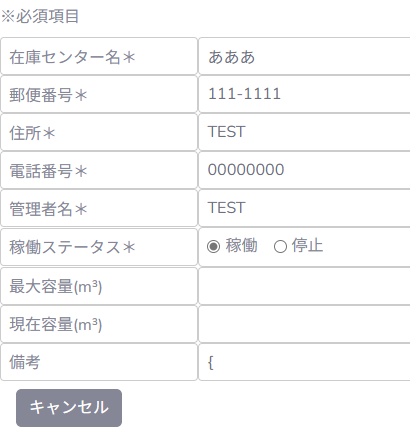 ※必須項目
在庫センター名＊ あああ
郵便番号＊ 111-1111
住所＊ TEST
電話番号＊ 00000000
管理者名＊ TEST
稼働ステータス＊ 稼働 停止
最大容量(m³)
現在容量(m³)
備考 {
キャンセル